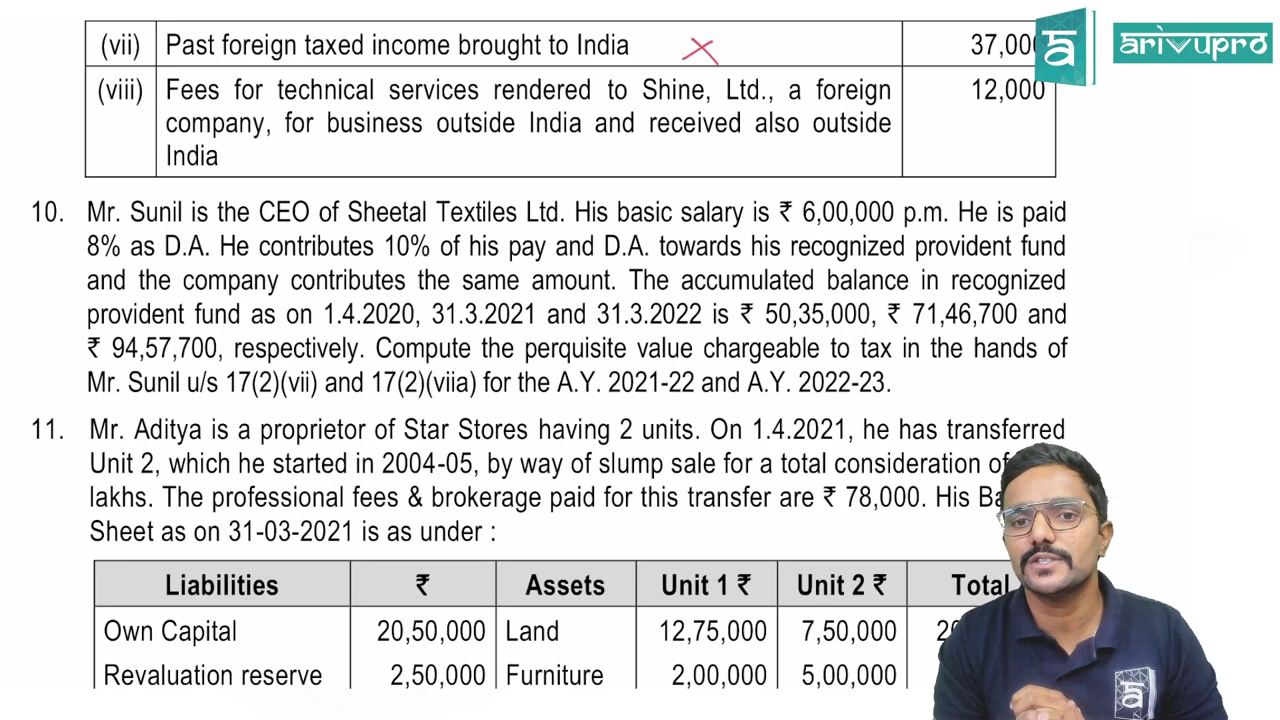 (vii) Past foreign taxed income brought to India 37,000
(viii) Fees for technical services rendered to Shine, Ltd., a foreign 12,000
company, for business outside India and received also outside
India
arivupro
10. Mr. Sunil is the CEO of Sheetal Textiles Ltd. His basic salary is ₹ 6,00,000 p.m. He is paid
8% as D.A. He contributes 10% of his pay and D.A. towards his recognized provident fund
and the company contributes the same amount. The accumulated balance in recognized
provident fund as on 1.4.2020, 31.3.2021 and 31.3.2022 is ₹ 50,35,000, ₹ 71,46,700 and
₹ 94,57,700, respectively. Compute the perquisite value chargeable to tax in the hands of
Mr. Sunil u/s 17(2)(vii) and 17(2)(viia) for the A.Y. 2021-22 and A.Y. 2022-23.
11. Mr. Aditya is a proprietor of Star Stores having 2 units. On 1.4.2021, he has transferred
Unit 2, which he started in 2004-05, by way of slump sale for a total consideration of
lakhs. The professional fees & brokerage paid for this transfer are ₹ 78,000. His
Sheet as on 31-03-2021 is as under :
Liabilities ₹ Assets Unit 1 ₹ Unit 2 ₹ Total
Own Capital 20,50,000 Land 12,75,000 7,50,000
Revaluation reserve 2,50,000 Furniture 2,00,000 5,00,000